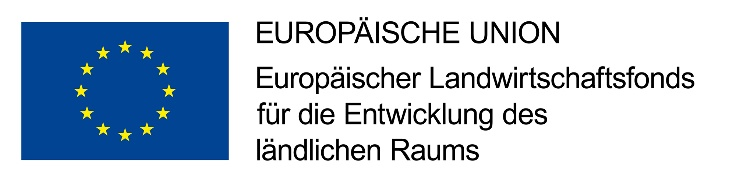 EUROPÄISCHE UNION
Europäischer Landwirtschaftsfonds
für die Entwicklung des
ländlichen Raums